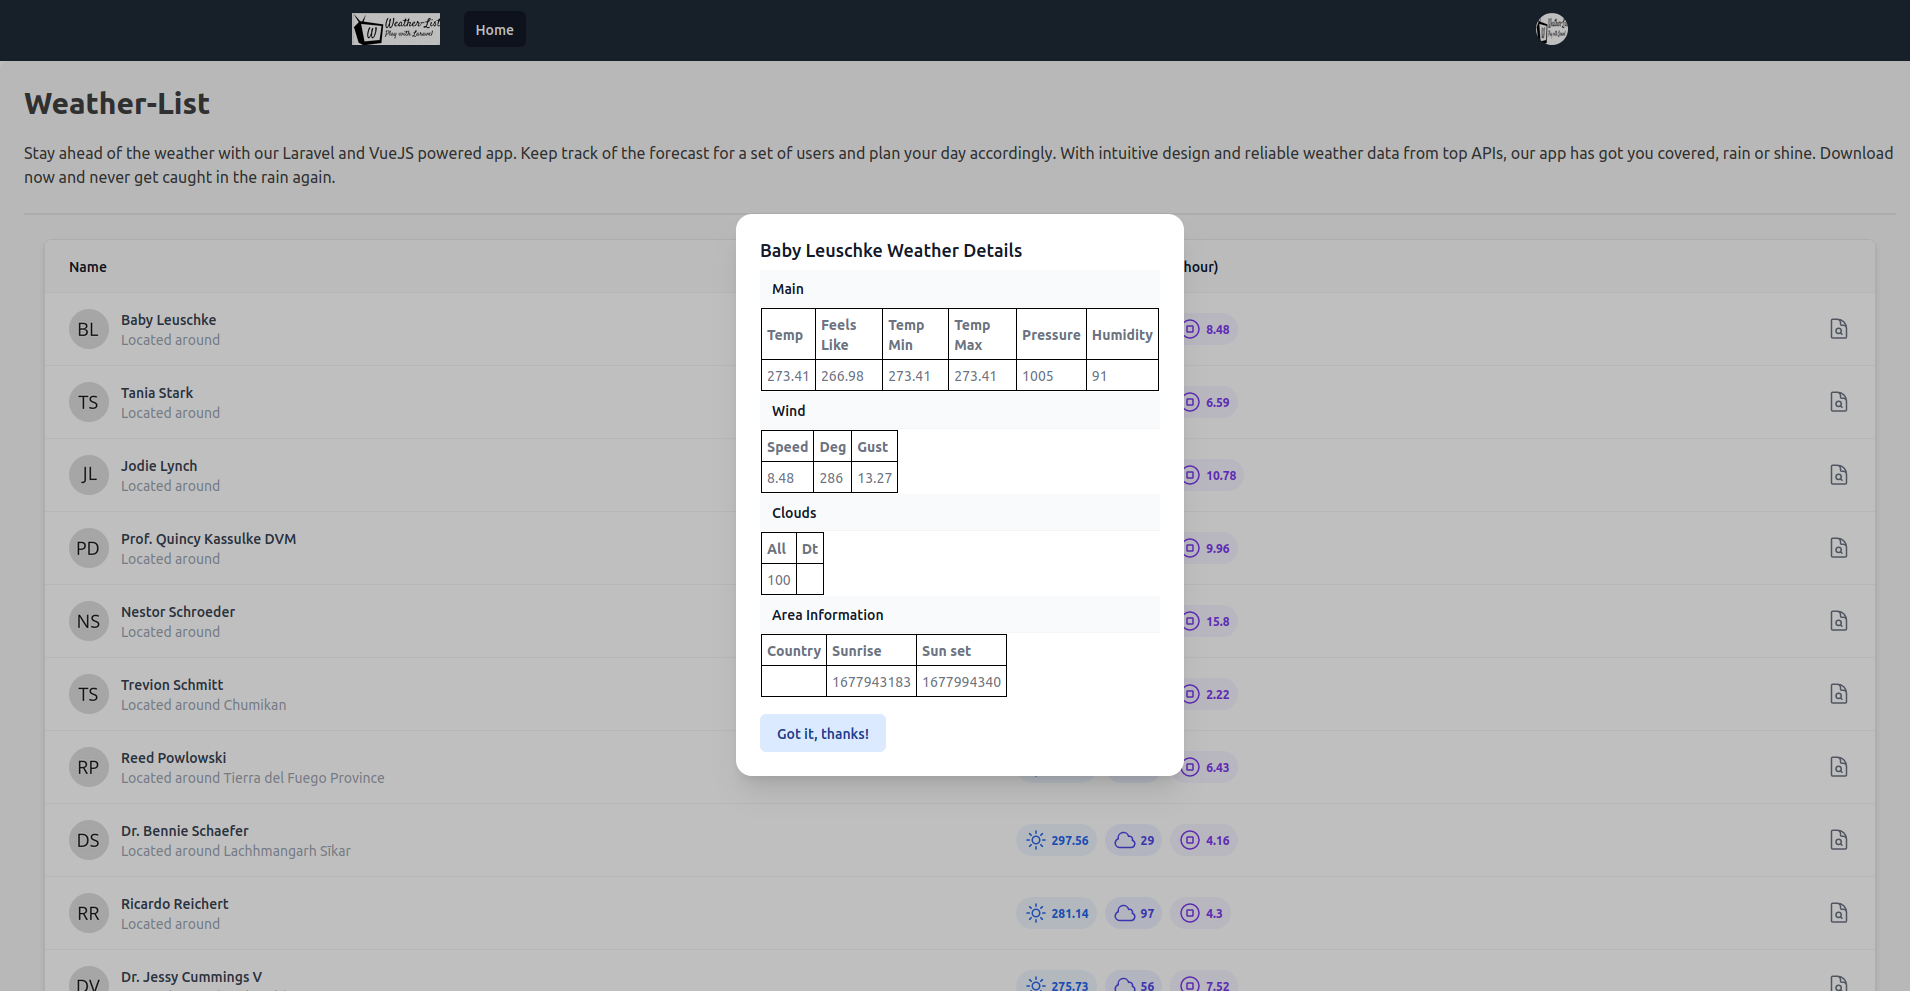 Weather-List
Play with Laravel
W
Home
Weather-List
Stay ahead of the weather with our Laravel and VueJS powered app. Keep track of the forecast for a set of users and plan your day accordingly. With intuitive design and reliable weather data from top APIs, our app has got you covered, rain or shine. Download
now and never get caught in the rain again.
Name
hour)
BL
Baby Leuschke
Located around
8.48
TS
Tania Stark
Located around
6.59
JL
Jodie Lynch
Located around
10.78
PD
Prof. Quincy Kassulke DVM
Located around
9.96
NS
Nestor Schroeder
Located around
15.8
TS
Trevion Schmitt
Located around Chumikan
2.22
RP
Reed Powlowski
Located around Tierra del Fuego Province
6.43
DS
Dr. Bennie Schaefer
Located around Lachhmangarh Sīkar
297.56 29 4.16
RR
Ricardo Reichert
Located around
281.14 97 4.3
DV
Dr. Jessy Cummings V
275.73 56 7.52
Baby Leuschke Weather Details
Main
Temp Feels Like Temp Min Temp Max Pressure Humidity
273.41 266.98 273.41 273.41 1005 91
Wind
Speed Deg Gust
8.48 286 13.27
Clouds
All Dt
100
Area Information
Country Sunrise Sun set
1677943183 1677994340
Got it, thanks!